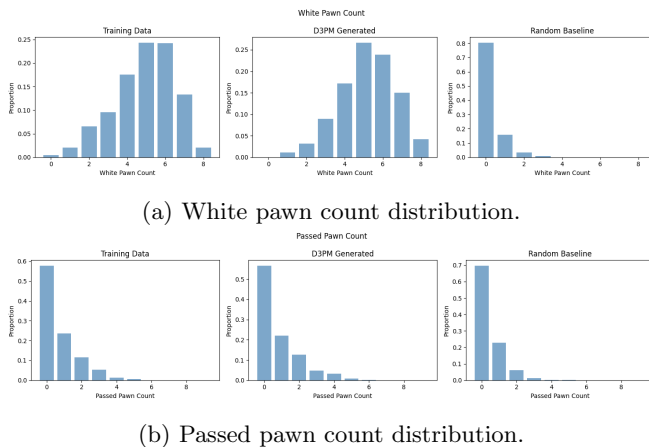 White Pawn Count
Training Data
D3PM Generated
Random Baseline
Proportion
0.25
0.20
0.15
0.10
0.05
0.00
0 2 4 6 8
White Pawn Count
Proportion
0.25
0.20
0.15
0.10
0.05
0.00
0 2 4 6 8
White Pawn Count
Proportion
0.8
0.7
0.6
0.5
0.4
0.3
0.2
0.1
0.0
0 2 4 6 8
White Pawn Count
(a) White pawn count distribution.
Passed Pawn Count
Training Data
D3PM Generated
Random Baseline
Proportion
0.6
0.5
0.4
0.3
0.2
0.1
0.0
0 2 4 6 8
Passed Pawn Count
Proportion
0.5
0.4
0.3
0.2
0.1
0.0
0 2 4 6 8
Passed Pawn Count
Proportion
0.7
0.6
0.5
0.4
0.3
0.2
0.1
0.0
0 2 4 6 8
Passed Pawn Count
(b) Passed pawn count distribution.